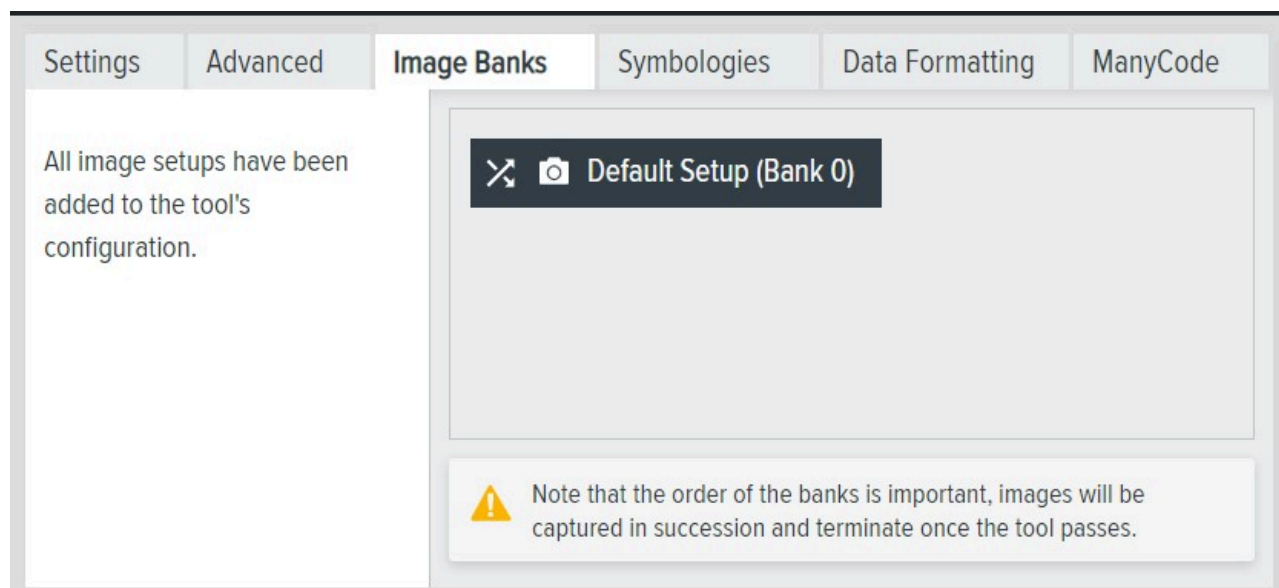 Settings Advanced Image Banks Symbologies Data Formatting ManyCode
All image setups have been
added to the tool's
configuration.
Default Setup (Bank 0)
Note that the order of the banks is important, images will be
captured in succession and terminate once the tool passes.